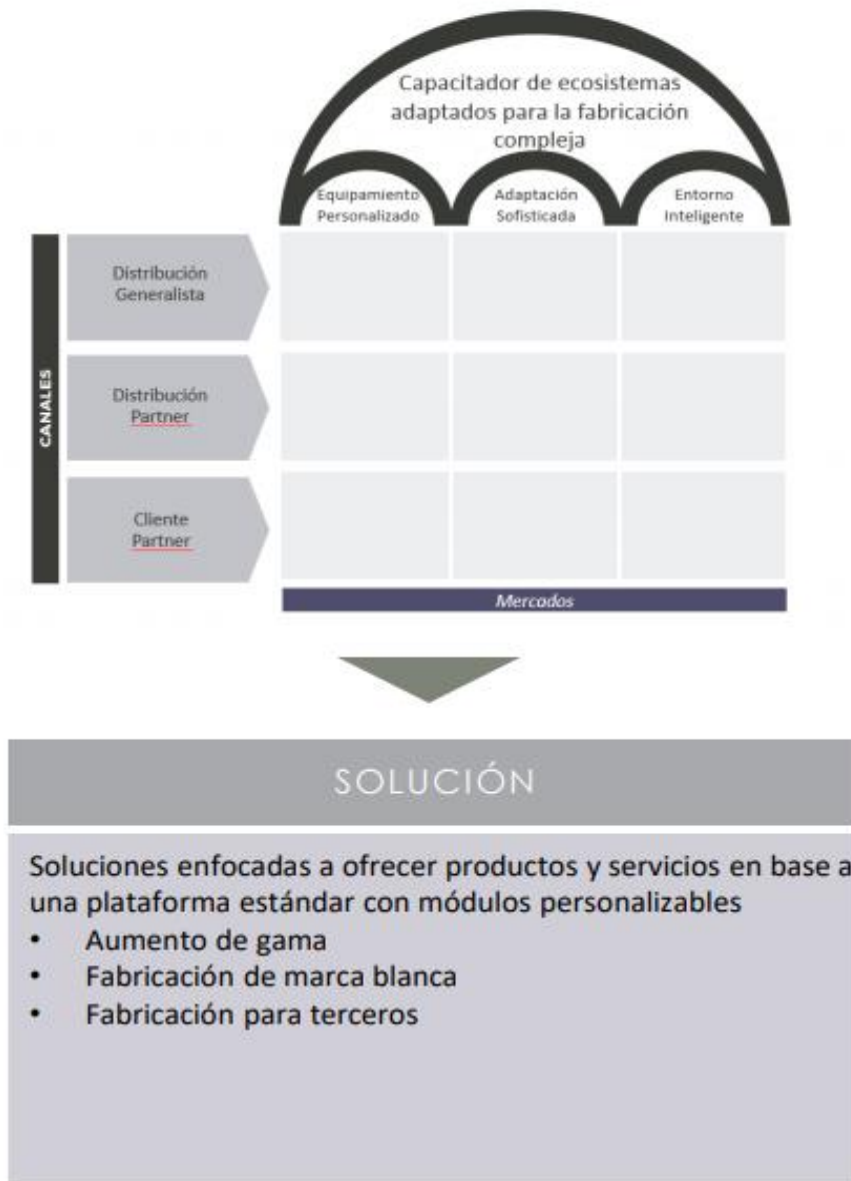 Capacitador de ecosistemas
adaptados para la fabricación
compleja
Equipamiento
Personalizado
Adaptación
Sofisticada
Entorno
Inteligente
CANALES
Distribución
Generalista
Distribución
Partner
Cliente
Partner
Mercados
SOLUCIÓN
Soluciones enfocadas a ofrecer productos y servicios en base a
una plataforma estándar con módulos personalizables
• Aumento de gama
• Fabricación de marca blanca
• Fabricación para terceros